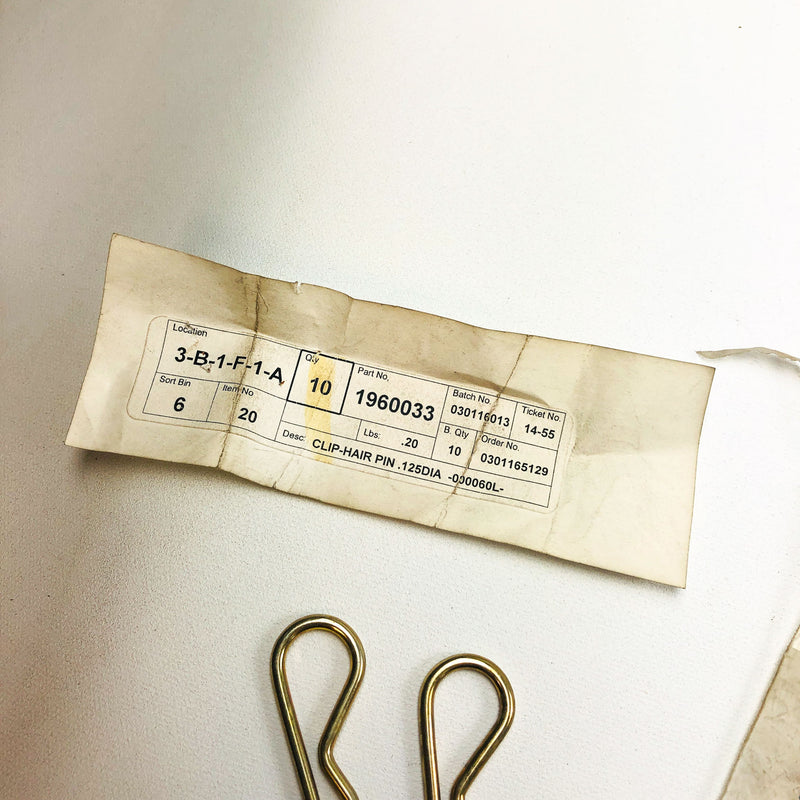 Location Qty Part No. Batch No. Ticket No.
3-B-1-F-1-A 10 1960033 030116013 14-55
Sort Bin Item No Lbs: B. Qty Order No.
6 20 .20 10 0301165129
Desc: CLIP-HAIR PIN .125DIA -000060L-